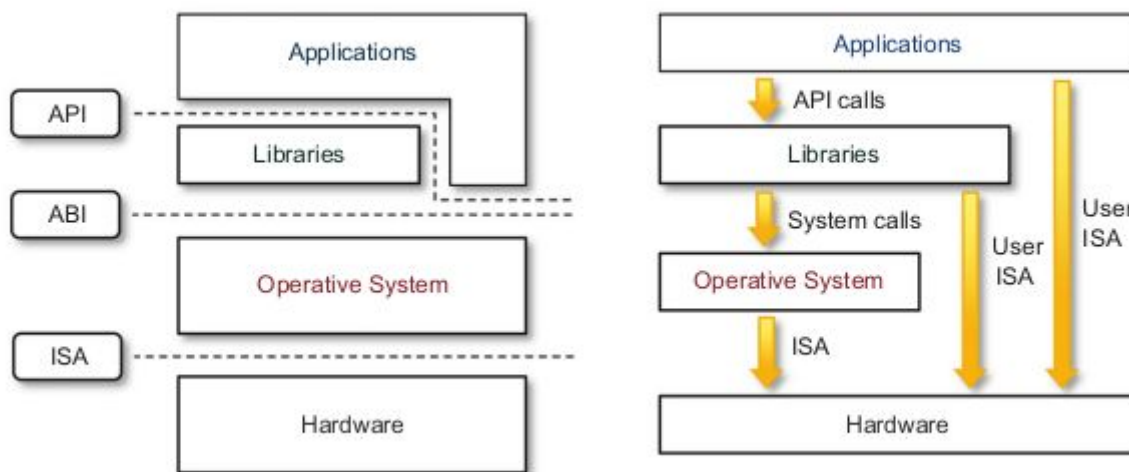 Applications
API
Libraries
ABI
Operative System
ISA
Hardware
Applications
API calls
Libraries
System calls
User
ISA
User
ISA
Operative System
ISA
Hardware